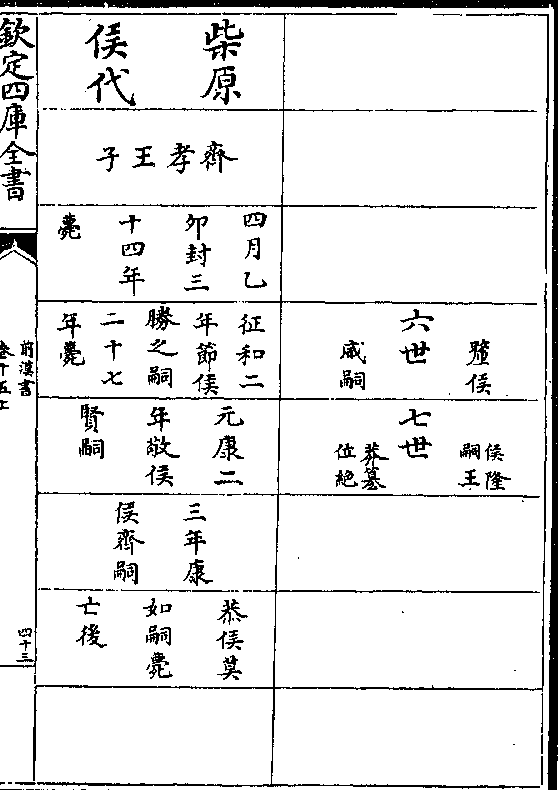 六世
釐侯
咸嗣
七世
侯隆
嗣王
莽篡
位絕
柴原
侯代
齊孝王子
四月乙
夘封三
十四年
薨
征和二
年節侯
勝之嗣
二十七
年薨
元康二
年敬侯
賢嗣
三年康
侯齊嗣
恭侯莫
如嗣薨
亡後
欽定四庫全書
前漢書
卷十五上
四十三